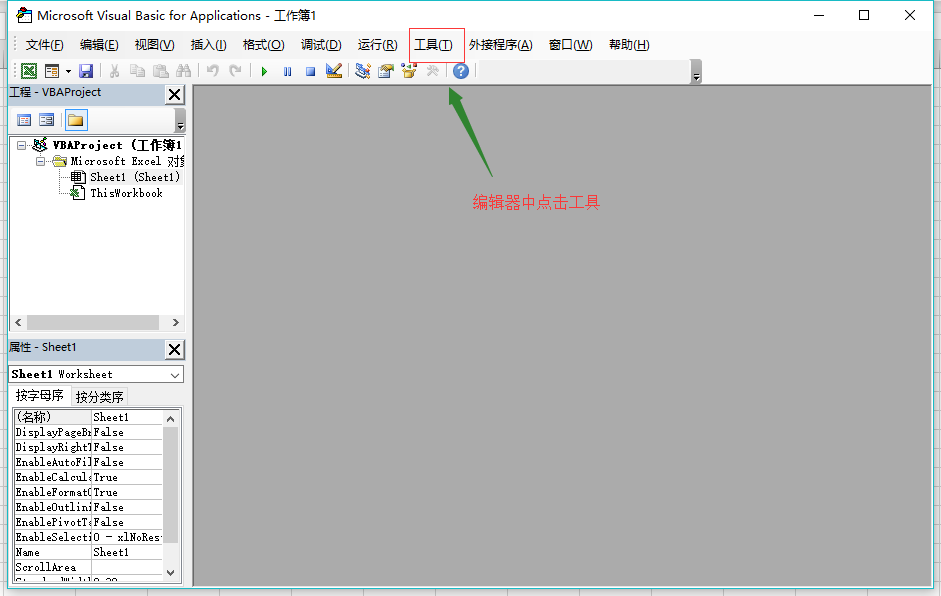 Microsoft Visual Basic for Applications - 工作簿1
文件(F) 编辑(E) 视图(V) 插入(I) 格式(O) 调试(D) 运行(R) 工具(T) 外接程序(A) 窗口(W) 帮助(H)
工程 - VBAProject
VBAProject (工作簿1
Microsoft Excel 对象
Sheet1 (Sheet1)
ThisWorkbook
编辑器中点击工具
属性 - Sheet1
Sheet1 Worksheet
按字母序 按分类序
(名称) Sheet1
DisplayPageBr False
DisplayRightT False
EnableAutoFil False
EnableCalcula True
EnableFormatC True
EnableOutlini False
EnablePivotTa False
EnableSelecti 0 - xlNoRes
Name Sheet1
ScrollArea